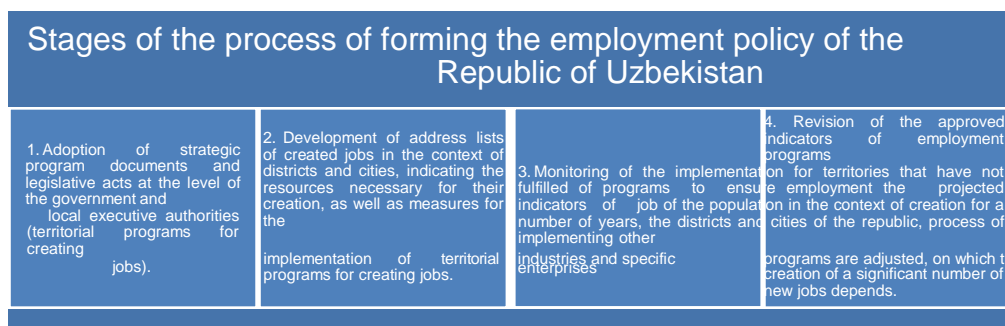 Stages of the process of forming the employment policy of the
Republic of Uzbekistan
1. Adoption of strategic
program documents and
legislative acts at the level of
the government and
local executive authorities
(territorial programs for
creating
jobs).
2. Development of address lists
of created jobs in the context of
districts and cities, indicating the
resources necessary for their
creation, as well as measures for
the
implementation of territorial
programs for creating jobs.
4. Revision of the approved
indicators of employment
programs
3. Monitoring of the implementation for territories that have not
fulfilled of programs to ensure employment the projected
indicators of job of the population in the context of creation for a
number of years, the districts and cities of the republic, process of
implementing other
industries and specific
enterprises
programs are adjusted, on which t
creation of a significant number of
new jobs depends.